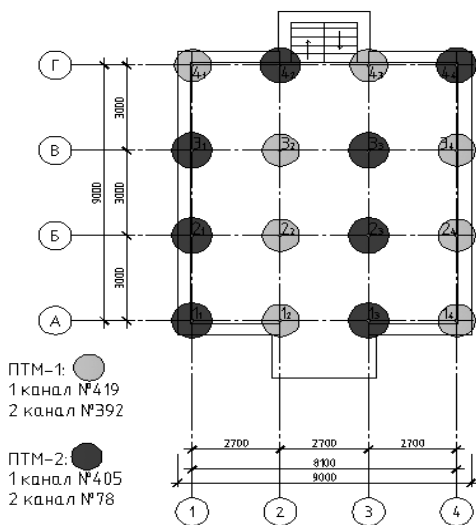 Г
4₁ 4₂ 4₃ 4₄
3000
В
3₁ 3₂ 3₃ 3₄
9000
3000
Б
2₁ 2₂ 2₃ 2₄
3000
А
1₁ 1₂ 1₃ 1₄
ПТМ-1:
1 канал №419
2 канал №392
ПТМ-2:
1 канал №405
2 канал №78
2700 2700 2700
8100
9000
1 2 3 4